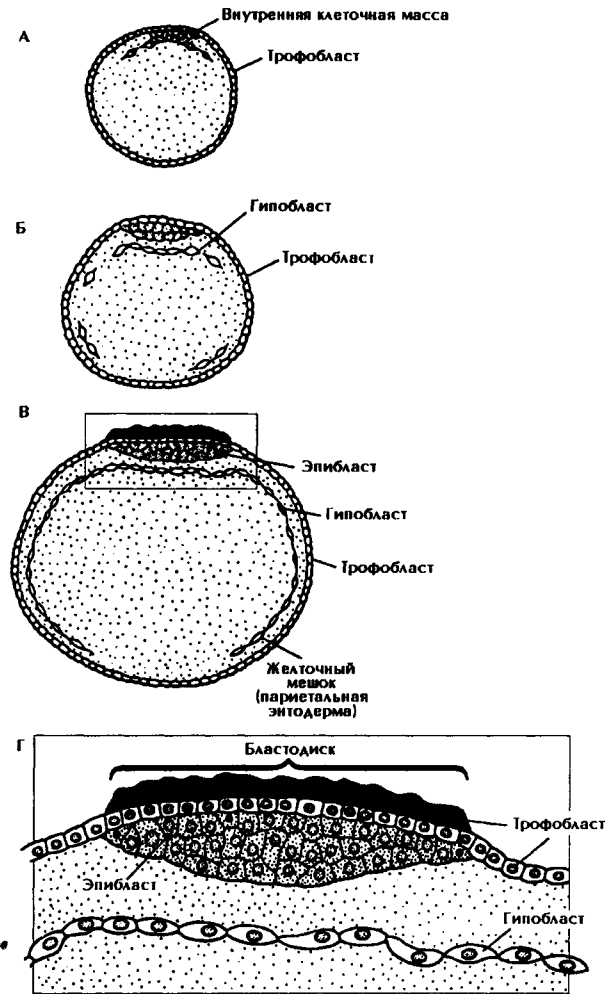 А
Внутренняя клеточная масса
Трофобласт
Б
Гипобласт
Трофобласт
В
Эпибласт
Гипобласт
Трофобласт
Желточный
мешок
(париетальная
энтодерма)
Г
Бластодиск
Трофобласт
Эпибласт
Гипобласт